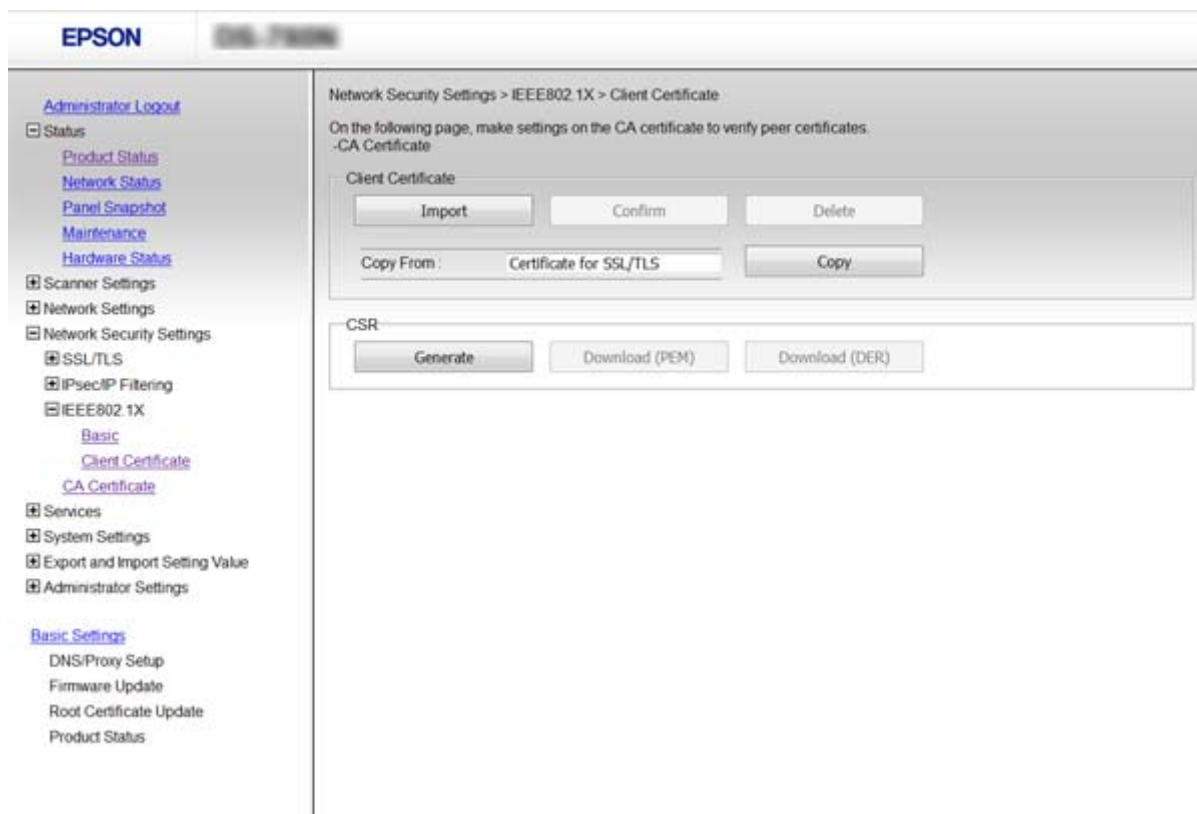 EPSON
Administrator Logout
Status
Product Status
Network Status
Panel Snapshot
Maintenance
Hardware Status
Scanner Settings
Network Settings
Network Security Settings
SSL/TLS
IPsec/IP Filtering
IEEE802.1X
Basic
Client Certificate
CA Certificate
Services
System Settings
Export and Import Setting Value
Administrator Settings
Basic Settings
DNS/Proxy Setup
Firmware Update
Root Certificate Update
Product Status
Network Security Settings > IEEE802.1X > Client Certificate
On the following page, make settings on the CA certificate to verify peer certificates.
-CA Certificate
Client Certificate
Import Confirm Delete
Copy From : Certificate for SSL/TLS Copy
CSR
Generate Download (PEM) Download (DER)